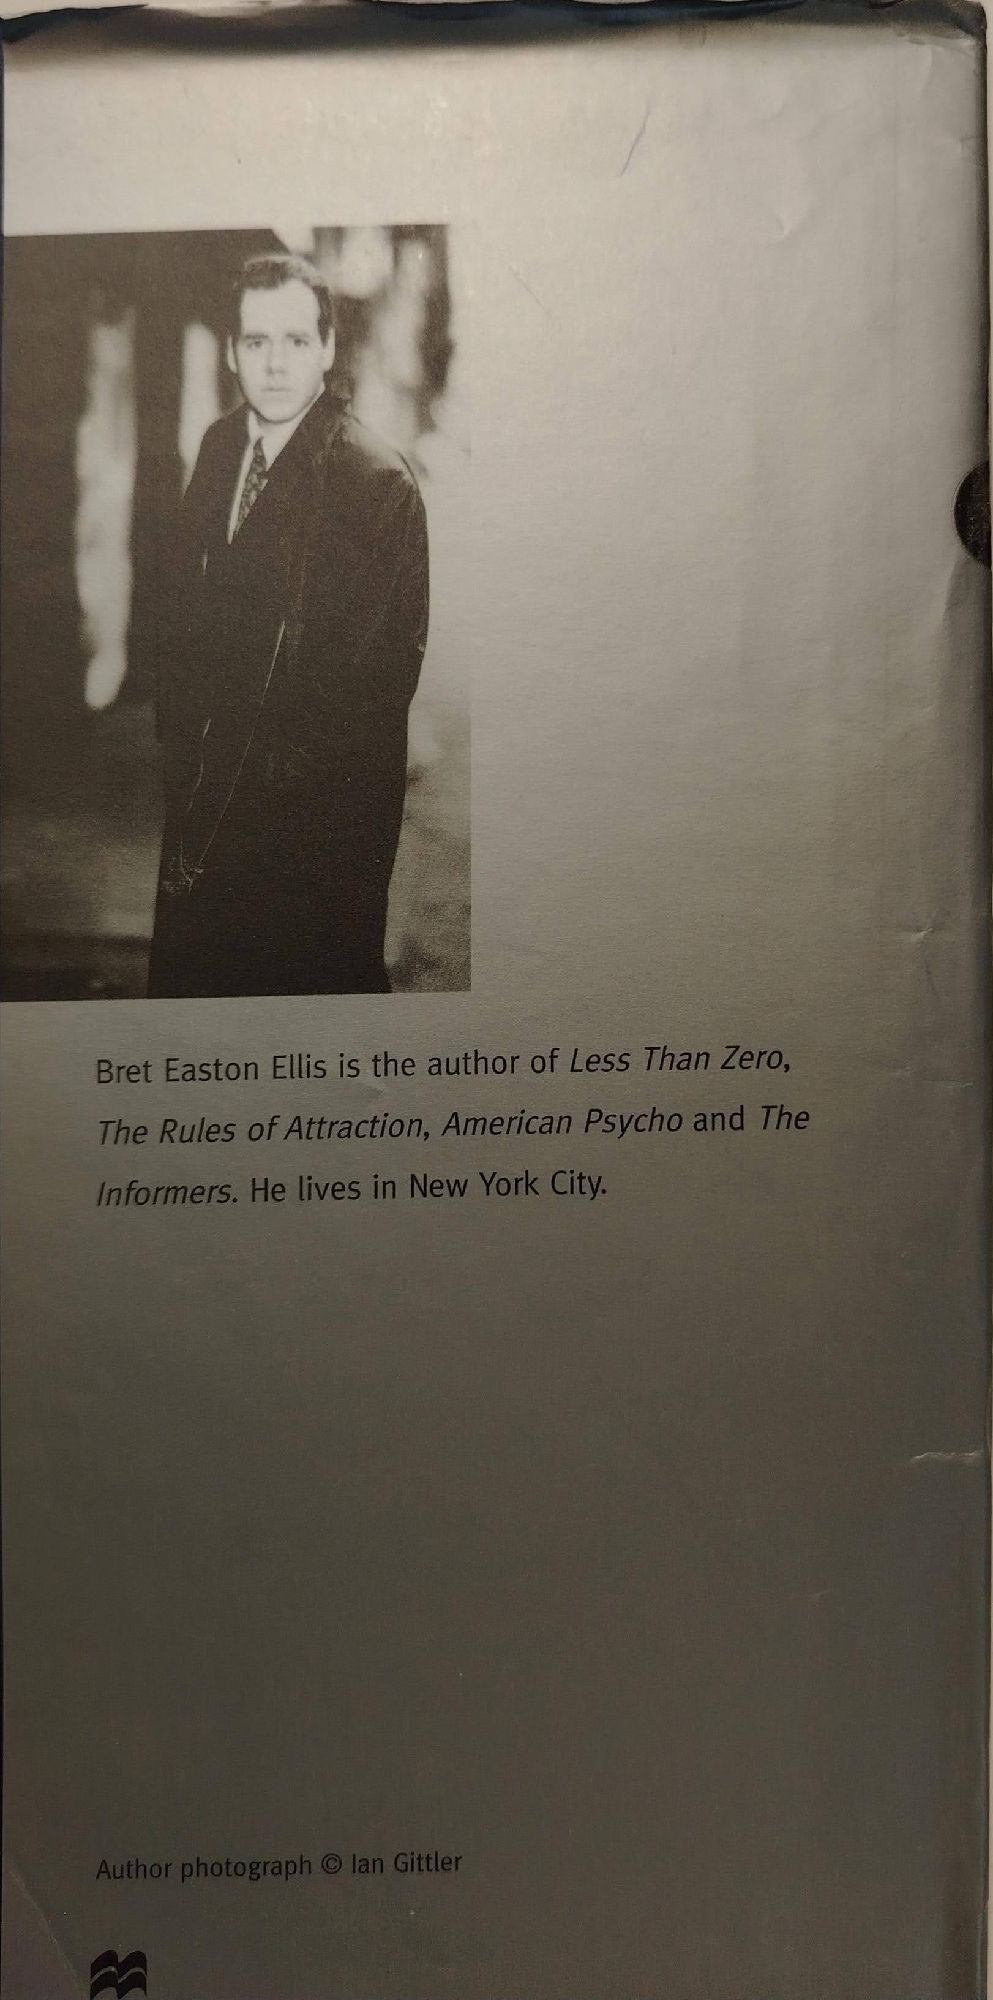 Bret Easton Ellis is the author of Less Than Zero,
The Rules of Attraction, American Psycho and The
Informers. He lives in New York City.
Author photograph © Ian Gittler